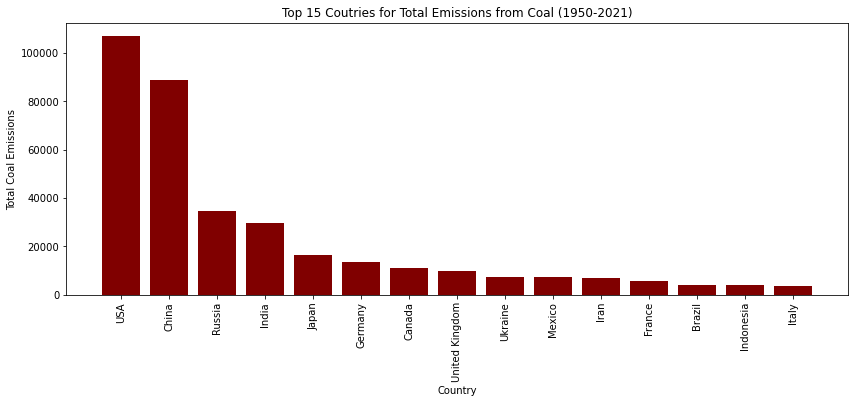 Top 15 Coutries for Total Emissions from Coal (1950-2021)
Total Coal Emissions
100000
80000
60000
40000
20000
0
USA
China
Russia
India
Japan
Germany
Canada
United Kingdom
Ukraine
Mexico
Iran
France
Brazil
Indonesia
Italy
Country